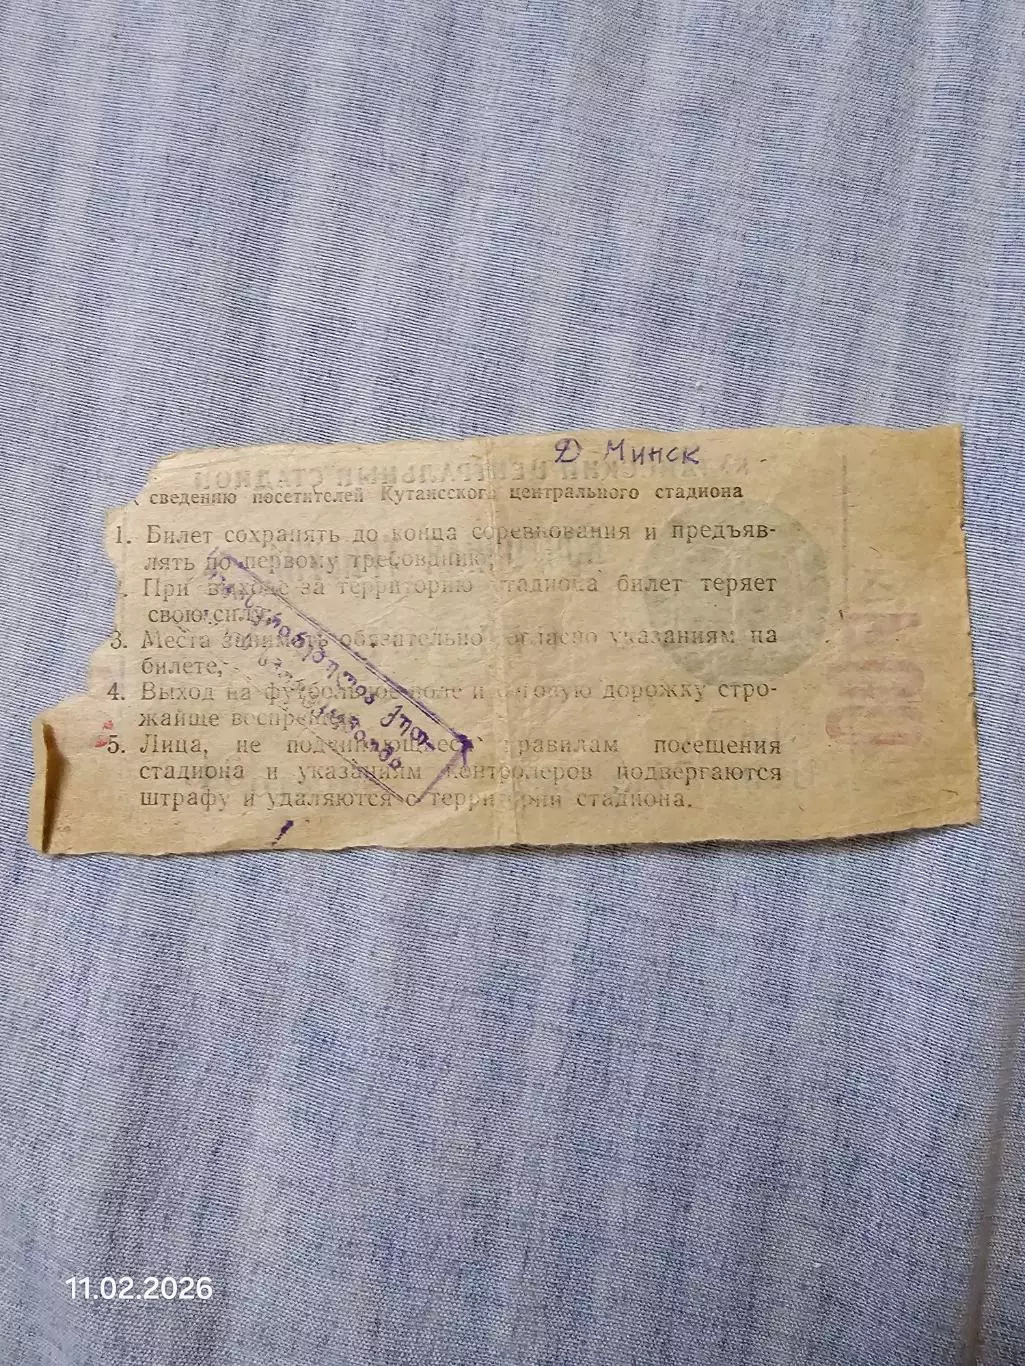 Д Минск
сведению посетителей Кутаисского центрального стадиона
1. Билет сохранять до конца соревнования и предъяв-
лять по первому требованию;
При выходе за территорию стадиона билет теряет
свою силу;
3. Места занимать обязательно согласно указаниям на
билете;
4. Выход на футбольное поле и беговую дорожку стро-
жайще воспрещен
5. Лица, не подчиняющиеся правилам посещения
стадиона и указаниям контролеров подвергаются
штрафу и удаляются с территории стадиона.
11.02.2026